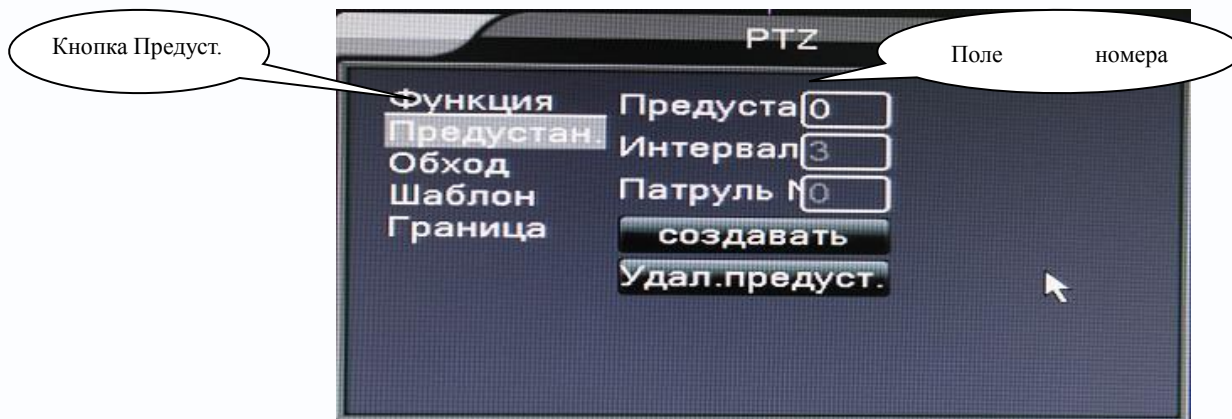 Кнопка Предуст.
PTZ
Поле номера
Функция
Предуста 0
Предустан.
Интервал 3
Обход
Шаблон
Патруль 0
Граница
создавать
Удал.предуст.